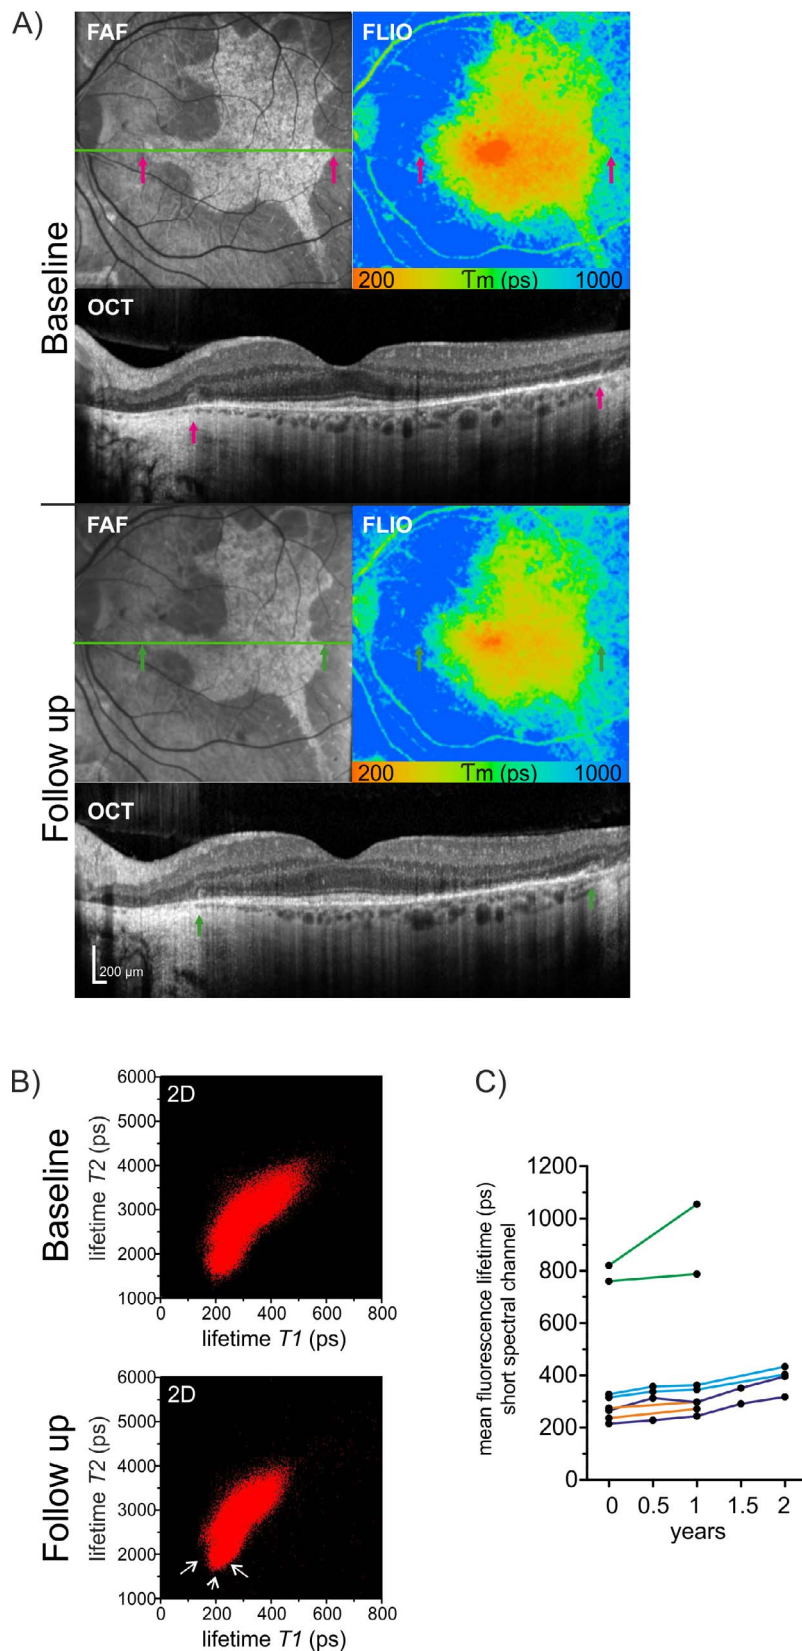 A)
FAF
FLIO
Baseline
200 Tm (ps) 1000
OCT
FAF
FLIO
Follow up
200 Tm (ps) 1000
OCT
200 µm
B)
Baseline
2D
6000
5000
4000
3000
2000
1000
lifetime T2 (ps)
0 200 400 600 800
lifetime T1 (ps)
Follow up
2D
6000
5000
4000
3000
2000
1000
lifetime T2 (ps)
0 200 400 600 800
lifetime T1 (ps)
C)
mean fluorescence lifetime (ps)
short spectral channel
1200
1000
800
600
400
200
0
0 0.5 1 1.5 2
years